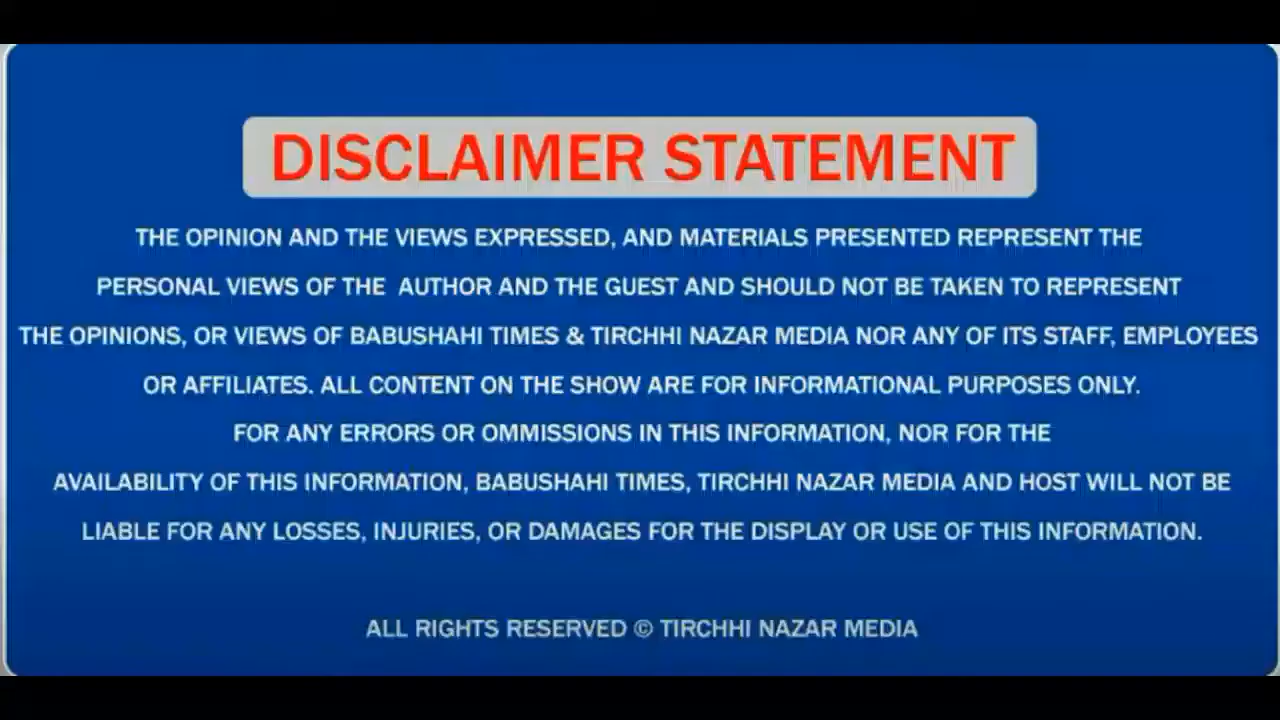 DISCLAIMER STATEMENT
THE OPINION AND THE VIEWS EXPRESSED, AND MATERIALS PRESENTED REPRESENT THE
PERSONAL VIEWS OF THE AUTHOR AND THE GUEST AND SHOULD NOT BE TAKEN TO REPRESENT
THE OPINIONS, OR VIEWS OF BABUSHAHI TIMES & TIRCHHI NAZAR MEDIA NOR ANY OF ITS STAFF, EMPLOYEES
OR AFFILIATES. ALL CONTENT ON THE SHOW ARE FOR INFORMATIONAL PURPOSES ONLY.
FOR ANY ERRORS OR OMMISSIONS IN THIS INFORMATION, NOR FOR THE
AVAILABILITY OF THIS INFORMATION, BABUSHAHI TIMES, TIRCHHI NAZAR MEDIA AND HOST WILL NOT BE
LIABLE FOR ANY LOSSES, INJURIES, OR DAMAGES FOR THE DISPLAY OR USE OF THIS INFORMATION.
ALL RIGHTS RESERVED © TIRCHHI NAZAR MEDIA